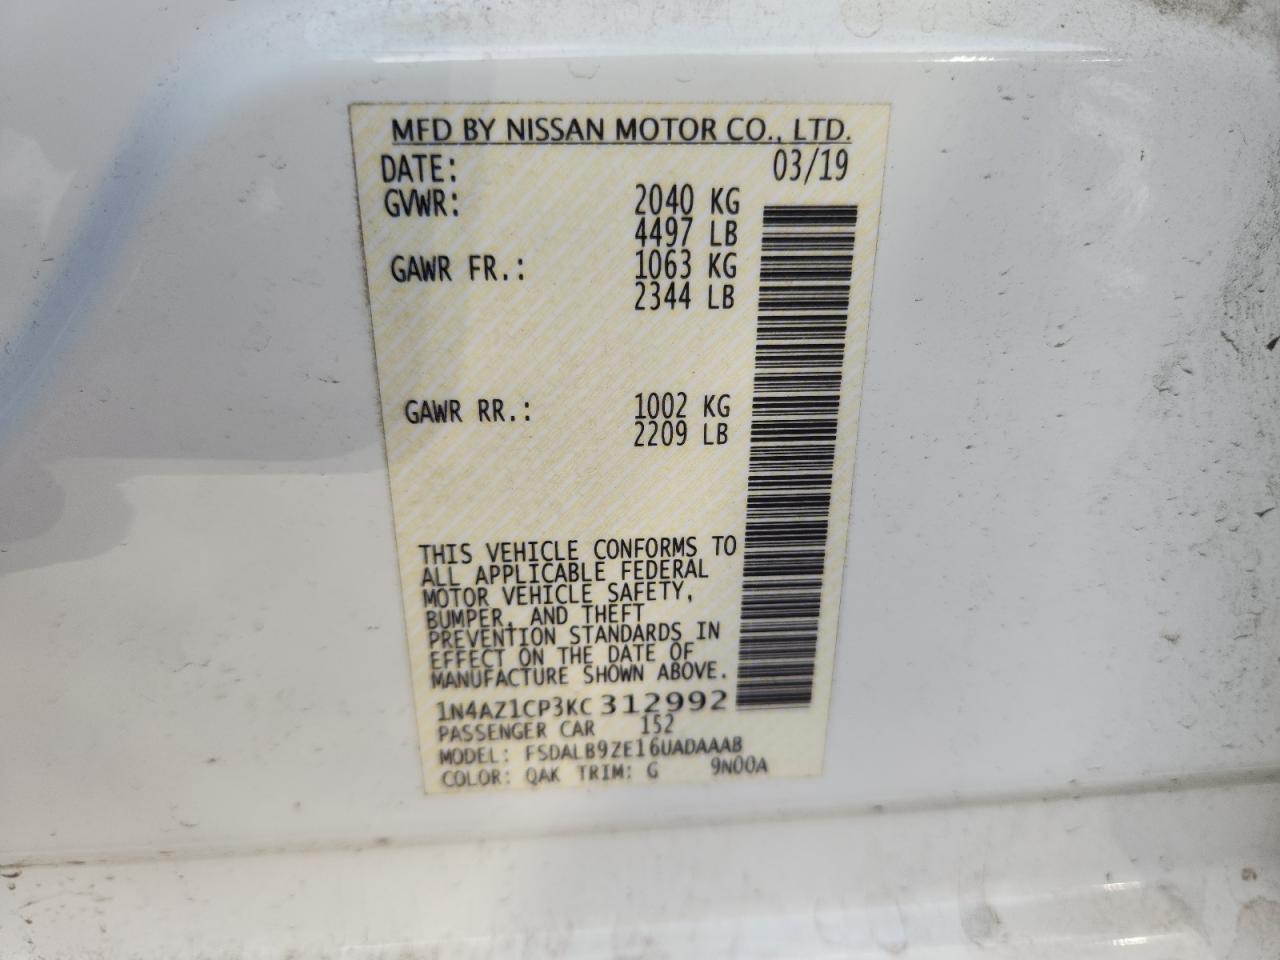 MFD BY NISSAN MOTOR CO., LTD.
DATE: 03/19
GVWR: 2040 KG
4497 LB
GAWR FR.: 1063 KG
2344 LB
GAWR RR.: 1002 KG
2209 LB
THIS VEHICLE CONFORMS TO
ALL APPLICABLE FEDERAL
MOTOR VEHICLE SAFETY,
BUMPER, AND THEFT
PREVENTION STANDARDS IN
EFFECT ON THE DATE OF
MANUFACTURE SHOWN ABOVE.
1N4AZ1CP3KC 312992
PASSENGER CAR 152
MODEL: FSDALB9ZE16UADAAAB
COLOR: QAK TRIM: G 9N00A